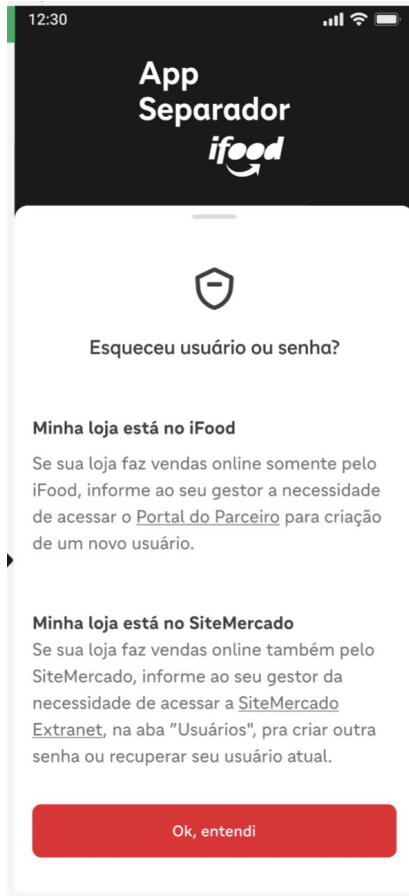 12:30
App
Separador
ifood
Esqueceu usuário ou senha?
Minha loja está no iFood
Se sua loja faz vendas online somente pelo
iFood, informe ao seu gestor a necessidade
de acessar o Portal do Parceiro para criação
de um novo usuário.
Minha loja está no SiteMercado
Se sua loja faz vendas online também pelo
SiteMercado, informe ao seu gestor da
necessidade de acessar a SiteMercado
Extranet, na aba “Usuários", pra criar outra
senha ou recuperar seu usuário atual.
Ok, entendi